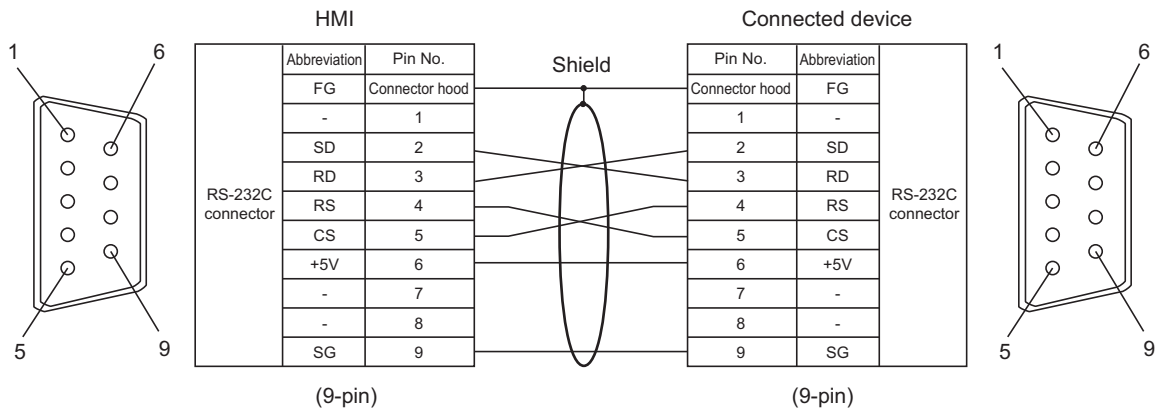 HMI
Connected device
1
6
5
9
Abbreviation Pin No.
FG Connector hood
- 1
SD 2
RD 3
RS 4
CS 5
+5V 6
- 7
- 8
SG 9
RS-232C
connector
(9-pin)
Shield
Pin No. Abbreviation
Connector hood FG
1 -
2 SD
3 RD
4 RS
5 CS
6 +5V
7 -
8 -
9 SG
RS-232C
connector
(9-pin)
1
6
5
9